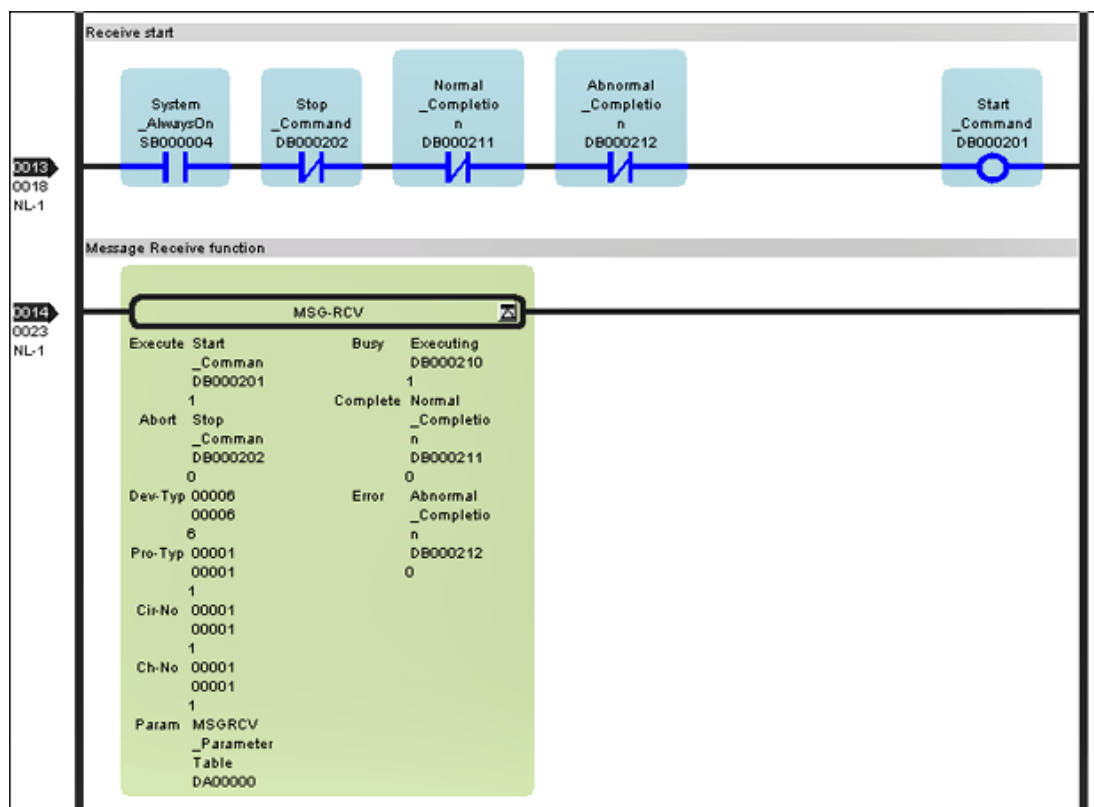 Receive start
System
_AlwaysOn
SB000004
Stop
_Command
DB000202
Normal
_Completio
n
DB000211
Abnormal
_Completio
n
DB000212
Start
_Command
DB000201
0013
0018
NL-1
Message Receive function
0014
0023
NL-1
MSG-RCV
Execute Start
_Comman
DB000201
1
Busy Executing
DB000210
1
Abort Stop
_Comman
DB000202
0
Complete Normal
_Completio
n
DB000211
0
Dev-Typ 00006
00006
6
Error Abnormal
_Completio
n
DB000212
0
Pro-Typ 00001
00001
1
Cir-No 00001
00001
1
Ch-No 00001
00001
1
Param MSGRCV
_Parameter
Table
DA00000